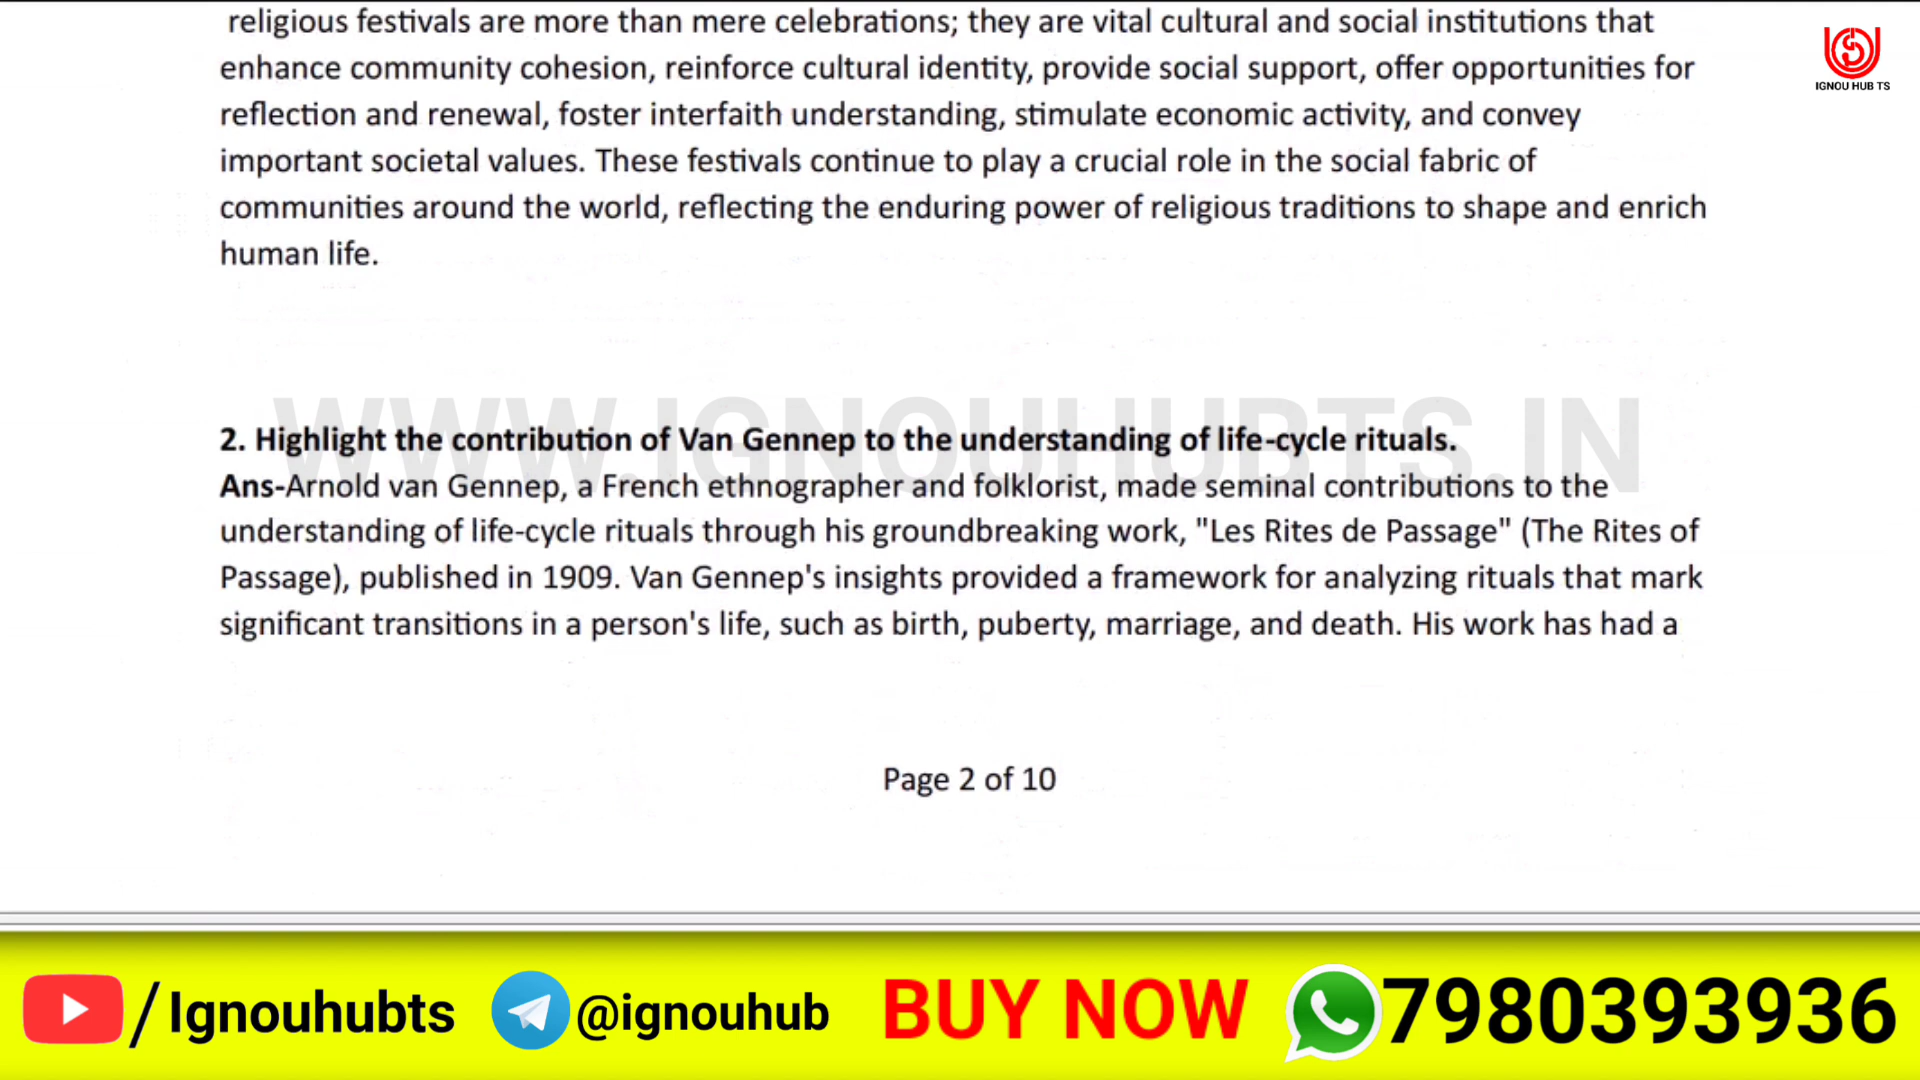 religious festivals are more than mere celebrations; they are vital cultural and social institutions that
enhance community cohesion, reinforce cultural identity, provide social support, offer opportunities for
reflection and renewal, foster interfaith understanding, stimulate economic activity, and convey
important societal values. These festivals continue to play a crucial role in the social fabric of
communities around the world, reflecting the enduring power of religious traditions to shape and enrich
human life.
IGNOU HUB TS
WWW.IGNOUHUBTS.IN
2. Highlight the contribution of Van Gennep to the understanding of life-cycle rituals.
Ans-Arnold van Gennep, a French ethnographer and folklorist, made seminal contributions to the
understanding of life-cycle rituals through his groundbreaking work, "Les Rites de Passage" (The Rites of
Passage), published in 1909. Van Gennep's insights provided a framework for analyzing rituals that mark
significant transitions in a person's life, such as birth, puberty, marriage, and death. His work has had a
Page 2 of 10
/Ignouhubts @ignouhub BUY NOW 7980393936